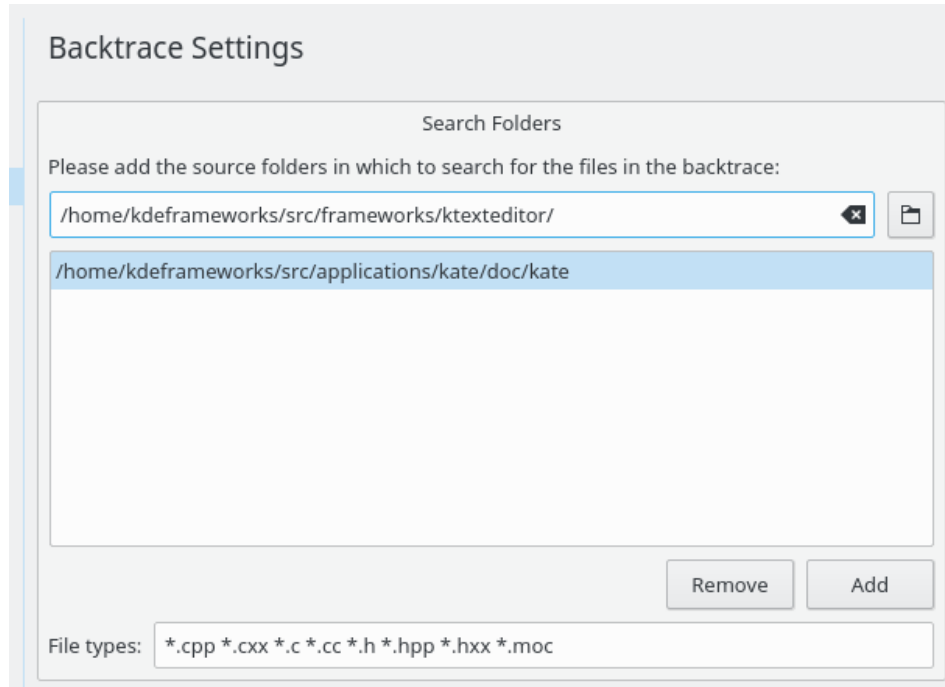 Backtrace Settings
Search Folders
Please add the source folders in which to search for the files in the backtrace:
/home/kdeframeworks/src/frameworks/ktexteditor/
/home/kdeframeworks/src/applications/kate/doc/kate
Remove Add
File types: *.cpp *.cxx *.c *.cc *.h *.hpp *.hxx *.moc